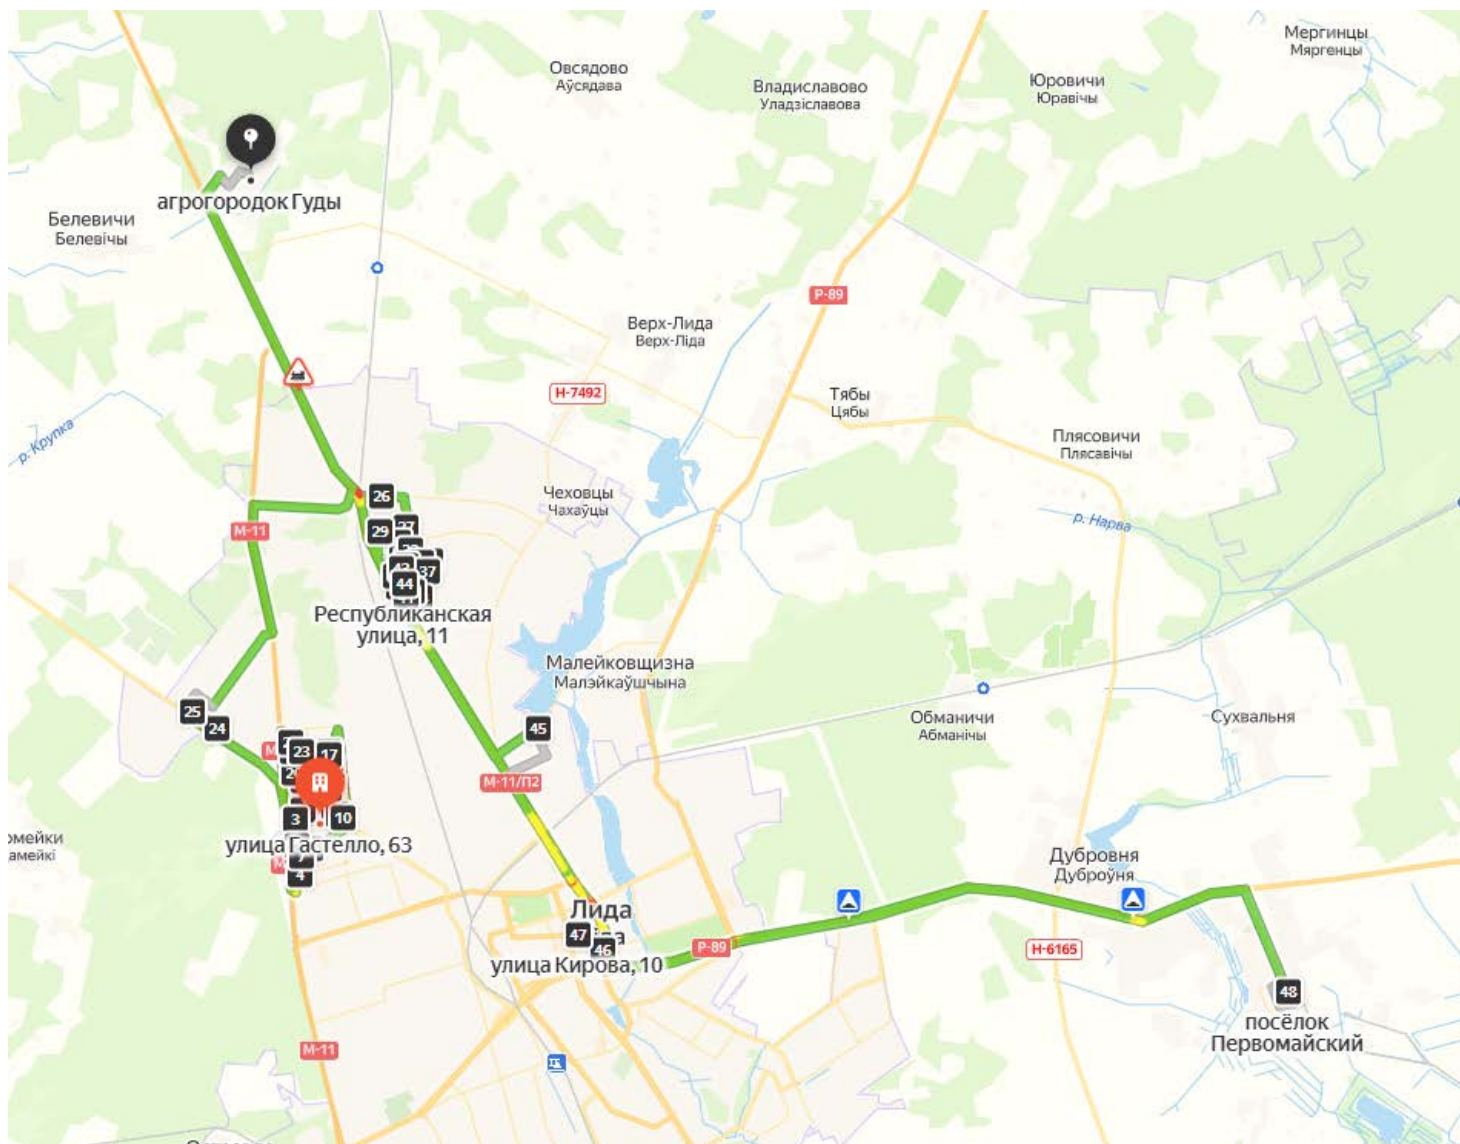 Мергинцы
Мяргенцы
Овсядово
Аўсядава
Владиславово
Уладзіславова
Юровичи
Юравічы
агрогородок Гуды
Белевичи
Белевічы
Р-89
Верх-Лида
Верх-Ліда
Н-7492
Тябы
Цябы
р. Крупка
Плясовичи
Плясавічы
Чеховцы
Чахаўцы
26
М-11
29
р. Нарва
37
44
Республиканская
улица, 11
Малейковщизна
Малэйкаўшчына
25
24
45
Обманичи
Абманічы
Сухвальня
23
17
М-11/П2
3
10
улица Гастелло, 63
4
Дубровня
Дуброўня
Лида
47
46
Р-89
Н-6165
улица Кирова, 10
48
посёлок
Первомайский
М-11